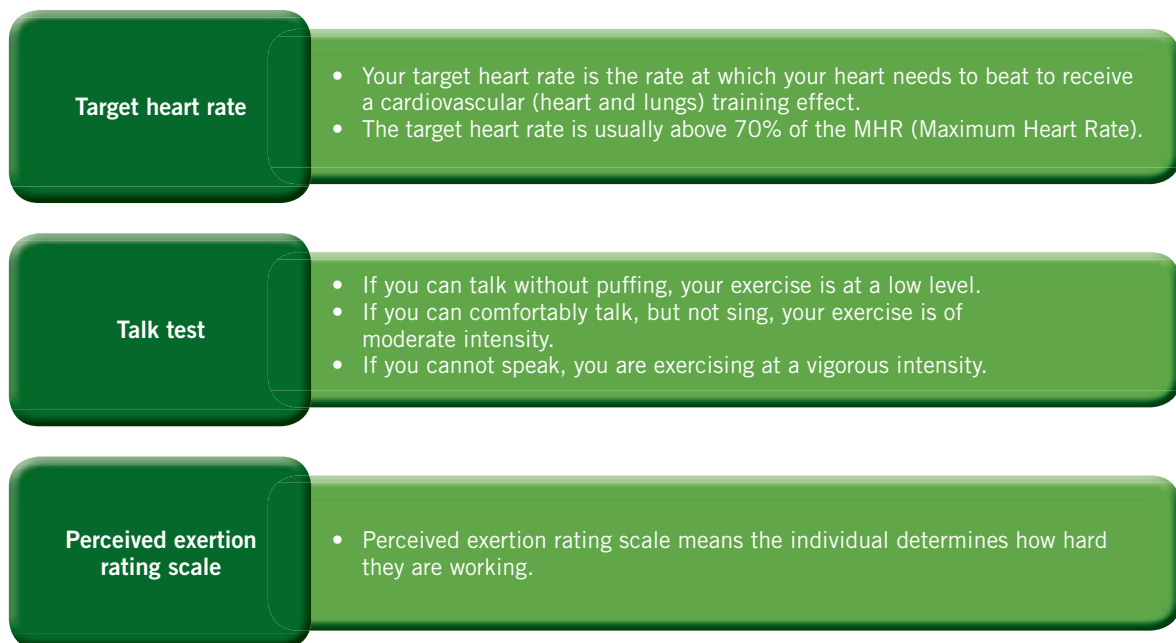 Target heart rate
• Your target heart rate is the rate at which your heart needs to beat to receive
a cardiovascular (heart and lungs) training effect.
• The target heart rate is usually above 70% of the MHR (Maximum Heart Rate).
Talk test
• If you can talk without puffing, your exercise is at a low level.
• If you can comfortably talk, but not sing, your exercise is of
moderate intensity.
• If you cannot speak, you are exercising at a vigorous intensity.
Perceived exertion
rating scale
• Perceived exertion rating scale means the individual determines how hard
they are working.